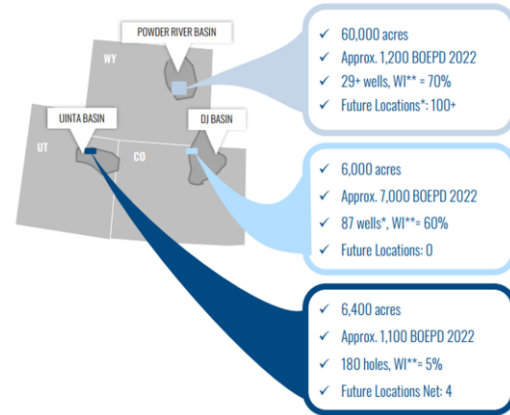 POWDER RIVER BASIN
WY
UINTA BASIN
DJ BASIN
UT
CO
✓ 60,000 acres
✓ Approx. 1,200 BOEPD 2022
✓ 29+ wells, WI** = 70%
✓ Future Locations*: 100+
✓ 6,000 acres
✓ Approx. 7,000 BOEPD 2022
✓ 87 wells*, WI**= 60%
✓ Future Locations: 0
✓ 6,400 acres
✓ Approx. 1,100 BOEPD 2022
✓ 180 holes, WI**= 5%
✓ Future Locations Net: 4